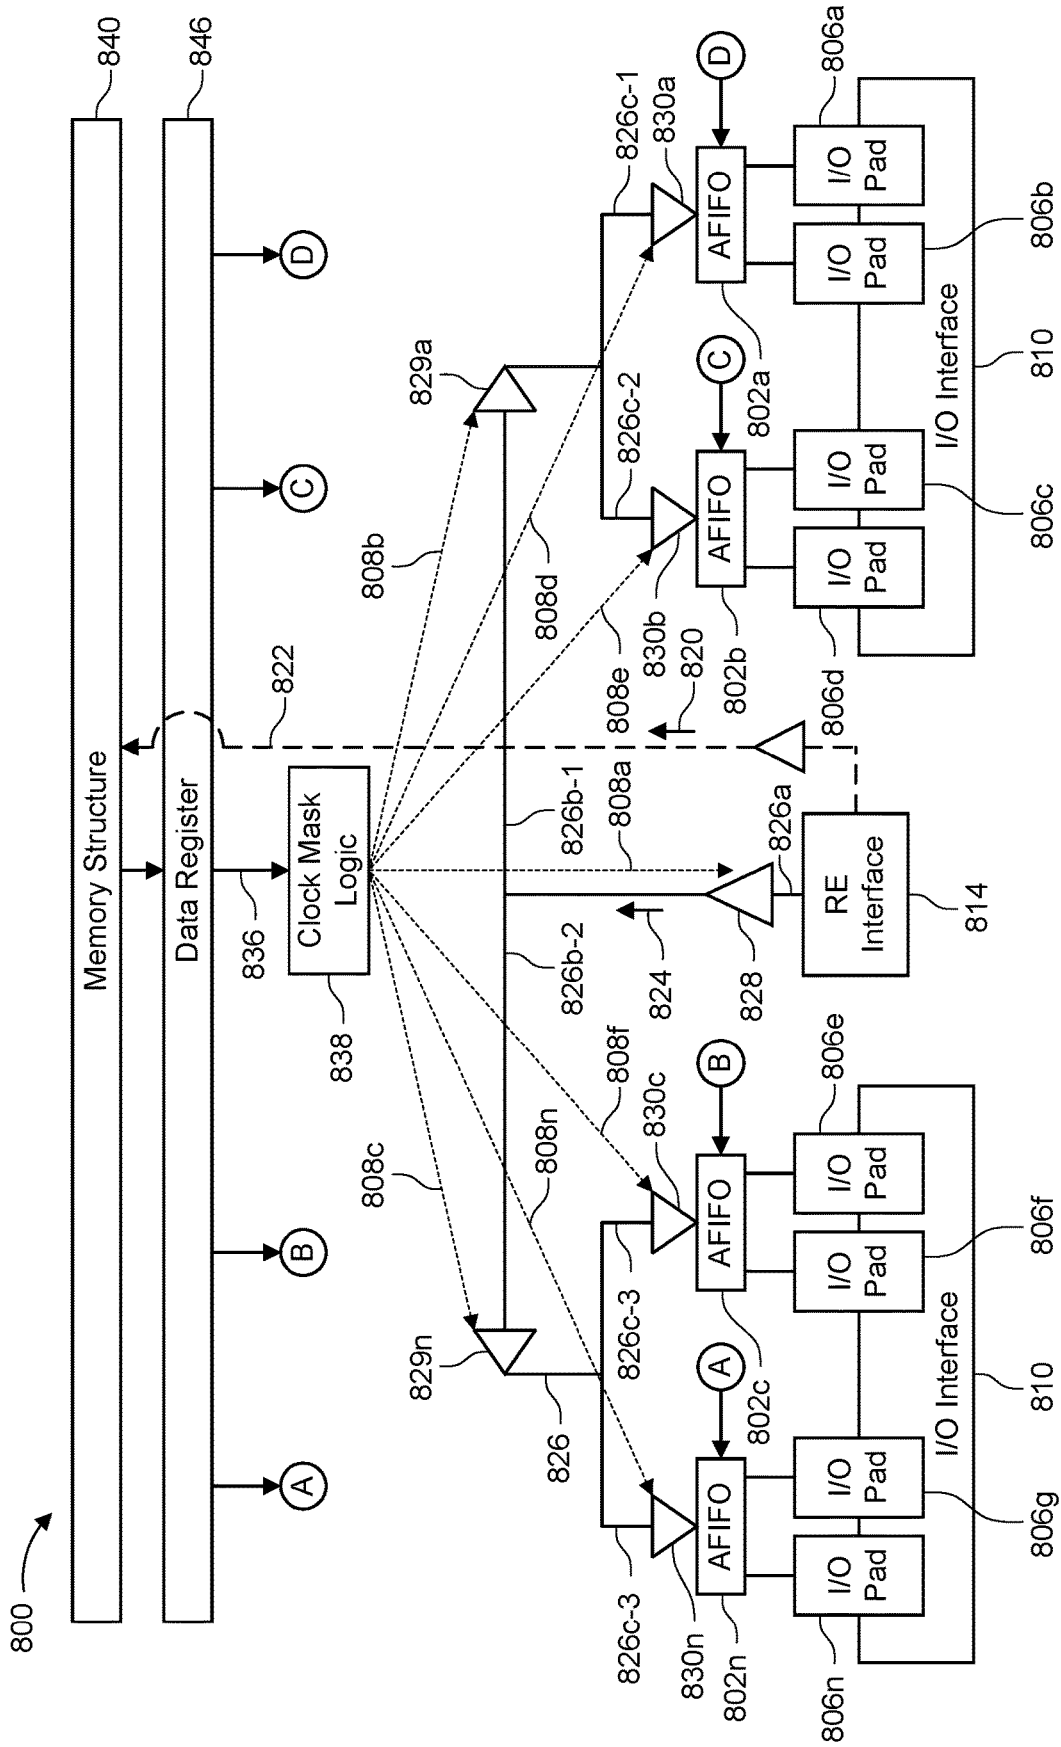 800
840
Memory Structure
846
Data Register
A
B
C
D
836
822
Clock Mask
Logic
838
808c
808n
808f
808b
808d
808e
808a
829n
829a
826
826b-2
826b-1
826c-3
826c-3
826c-2
826c-1
824
820
830n
830c
830b
830a
828
826a
AFIFO
AFIFO
AFIFO
AFIFO
A
B
C
D
802n
802c
802b
802a
RE
Interface
814
I/O
Pad
I/O
Pad
I/O
Pad
I/O
Pad
I/O
Pad
I/O
Pad
I/O
Pad
I/O
Pad
806n
806g
806f
806e
806d
806c
806b
806a
I/O Interface
I/O Interface
810
810